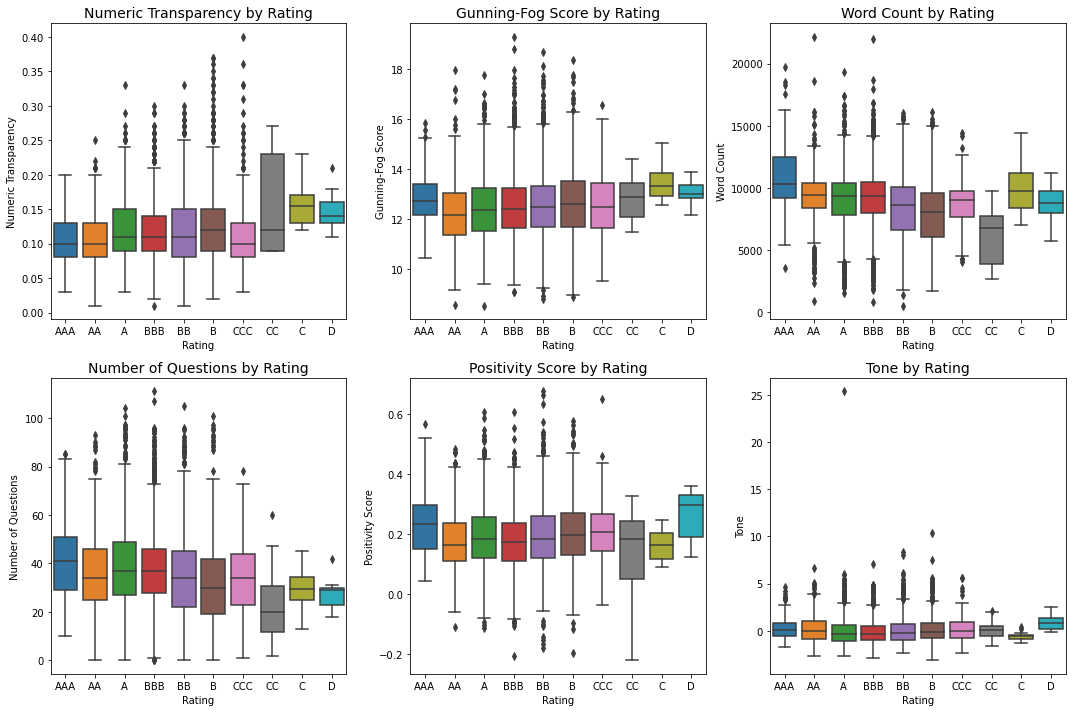 Numeric Transparency by Rating
Numeric Transparency
0.40
0.35
0.30
0.25
0.20
0.15
0.10
0.05
0.00
AAA AA A BBB BB B CCC CC C D
Rating
Gunning-Fog Score by Rating
Gunning-Fog Score
18
16
14
12
10
AAA AA A BBB BB B CCC CC C D
Rating
Word Count by Rating
Word Count
20000
15000
10000
5000
0
AAA AA A BBB BB B CCC CC C D
Rating
Number of Questions by Rating
Number of Questions
100
80
60
40
20
0
AAA AA A BBB BB B CCC CC C D
Rating
Positivity Score by Rating
Positivity Score
0.6
0.4
0.2
0.0
−0.2
AAA AA A BBB BB B CCC CC C D
Rating
Tone by Rating
Tone
25
20
15
10
5
0
AAA AA A BBB BB B CCC CC C D
Rating